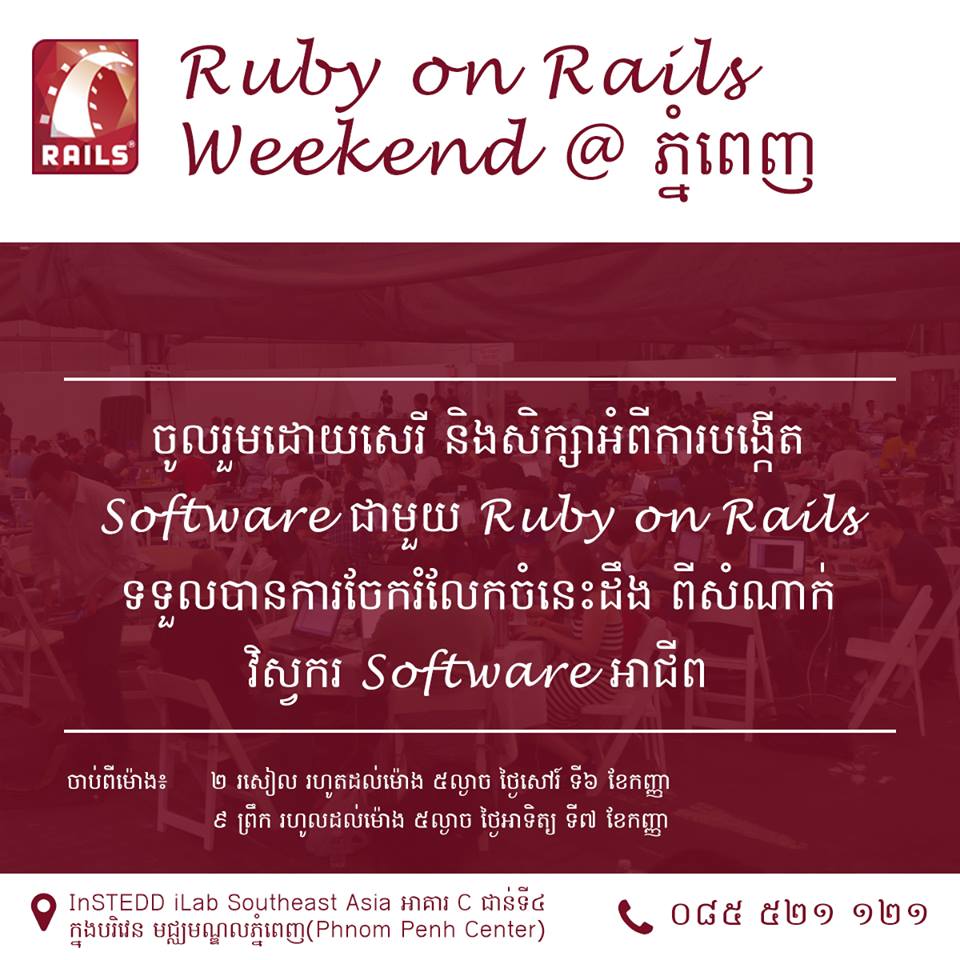 RAILS
Ruby on Rails
Weekend @ ភ្នំពេញ
ចូលរួមដោយសេរី និងសិក្សាអំពីការបង្កើត
Software ជាមួយ Ruby on Rails
ទទួលបានការចែករំលែកចំនេះដឹង ពីសំណាក់
វិស្វករ Software អាជីព
ចាប់ពីម៉ោង៖ ២ រសៀល រហូតដល់ម៉ោង ៥ល្ងាច ថ្ងៃសៅរ៍ ទី៦ ខែកញ្ញា
៩ ព្រឹក រហូលដល់ម៉ោង ៥ល្ងាច ថ្ងៃអាទិត្យ ទី៧ ខែកញ្ញា
InSTEDD iLab Southeast Asia អាគារ C ជាន់ទី៤
ក្នុងបរិវេន មជ្ឈមណ្ឌលភ្នំពេញ(Phnom Penh Center)
០៨៥ ៥២១ ១២១